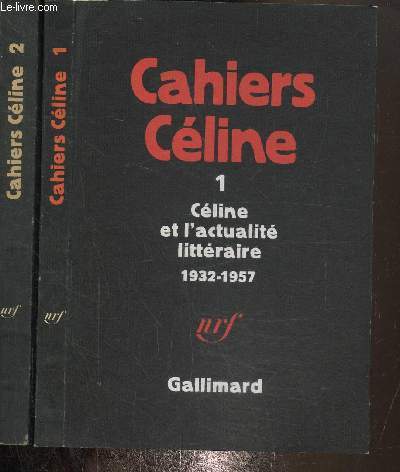 Le-livre.com
Cahiers Céline 2
nrf
Cahiers Céline 1
nrf
Cahiers
Céline
1
Céline
et l'actualité
littéraire
1932-1957
nrf
Gallimard